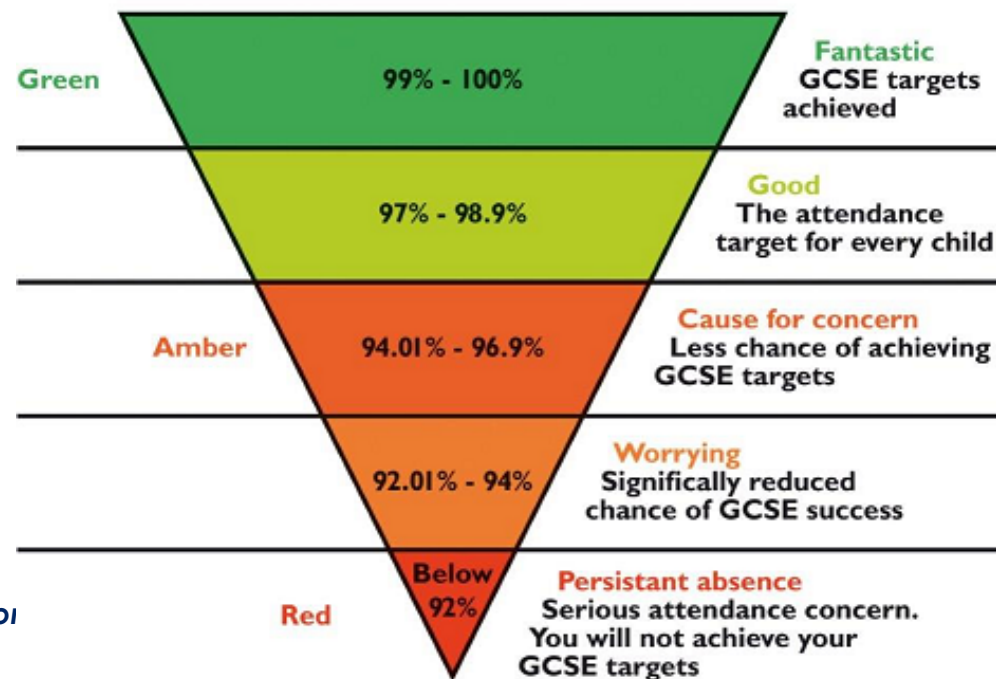 Green
99% - 100%
Fantastic
GCSE targets
achieved
97% - 98.9%
Good
The attendance
target for every child
Amber
94.01% - 96.9%
Cause for concern
Less chance of achieving
GCSE targets
92.01% - 94%
Worrying
Significally reduced
chance of GCSE success
Red
Below
92%
Persistant absence
Serious attendance concern.
You will not achieve your
GCSE targets